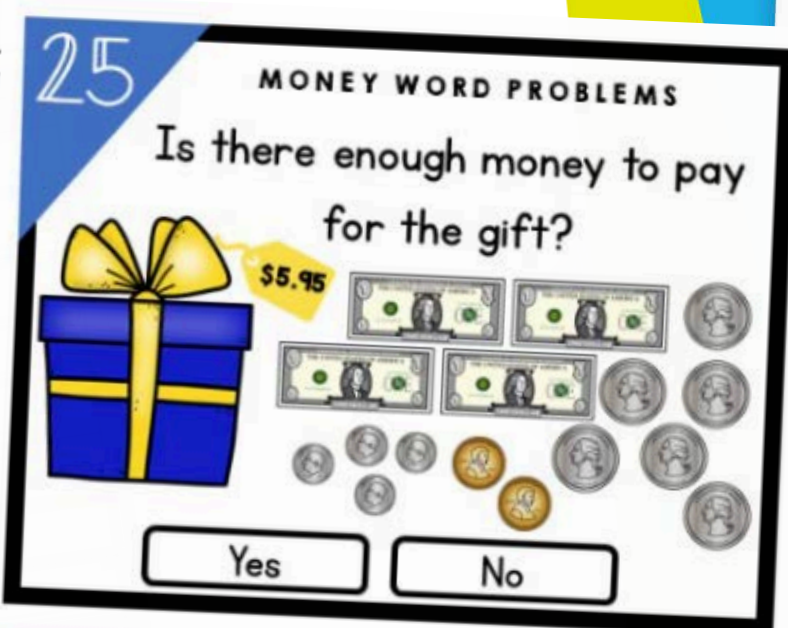 25
MONEY WORD PROBLEMS
Is there enough money to pay
for the gift?
$5.95
Yes
No